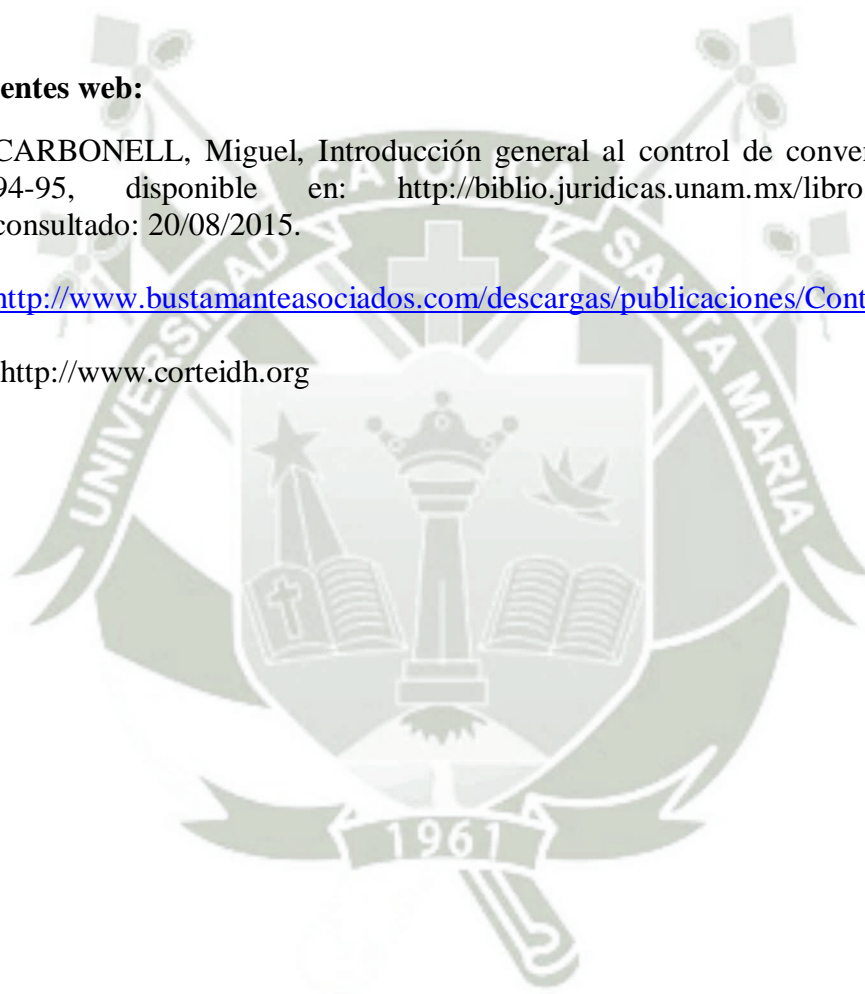 entes web:
CARBONELL, Miguel, Introducción general al control de conver
94-95, disponible en: http://biblio.juridicas.unam.mx/libro
consultado: 20/08/2015.
http://www.bustamanteasociados.com/descargas/publicaciones/Cont
http://www.corteidh.org
UNIVERSIDAD CATOLICA SANTA MARIA
1961